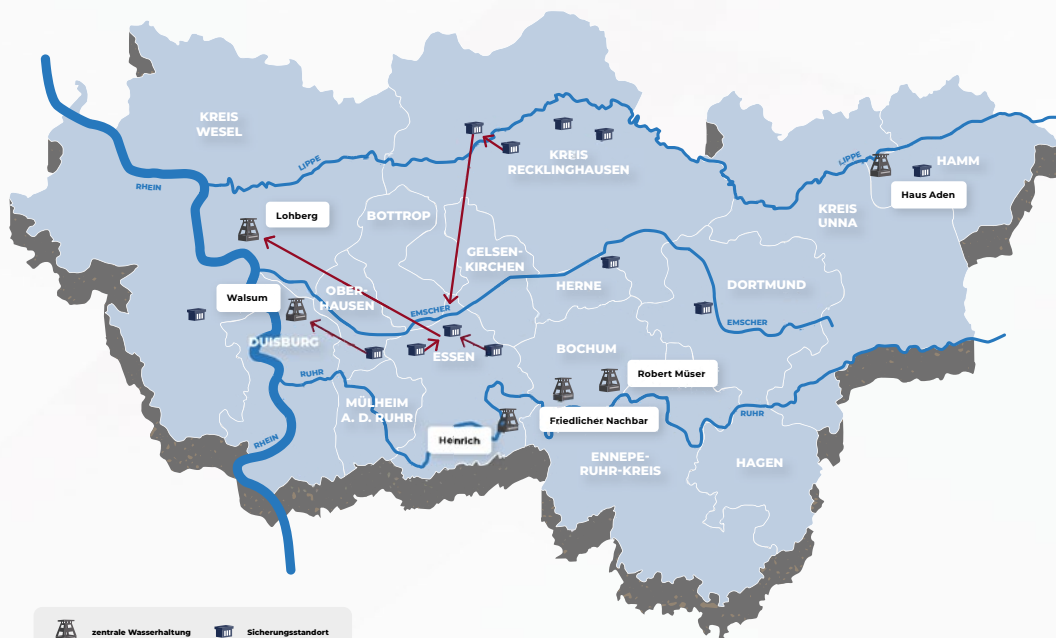 KREIS
WESEL
LIPPE
RHEIN
Lohberg
BOTTROP
KREIS
RECKLINGHAUSEN
LIPPE
HAMM
Haus Aden
KREIS
UNNA
GELSEN-
KIRCHEN
Walsum
OBER-
HAUSEN
HERNE
DORTMUND
EMSCHER
EMSCHER
DUISBURG
ESSEN
BOCHUM
RUHR
Robert Müser
MÜLHEIM
A. D. RUHR
RUHR
Friedlicher Nachbar
Heinrich
RHEIN
ENNEPE-
RUHR-KREIS
HAGEN
zentrale Wasserhaltung
Sicherungsstandort